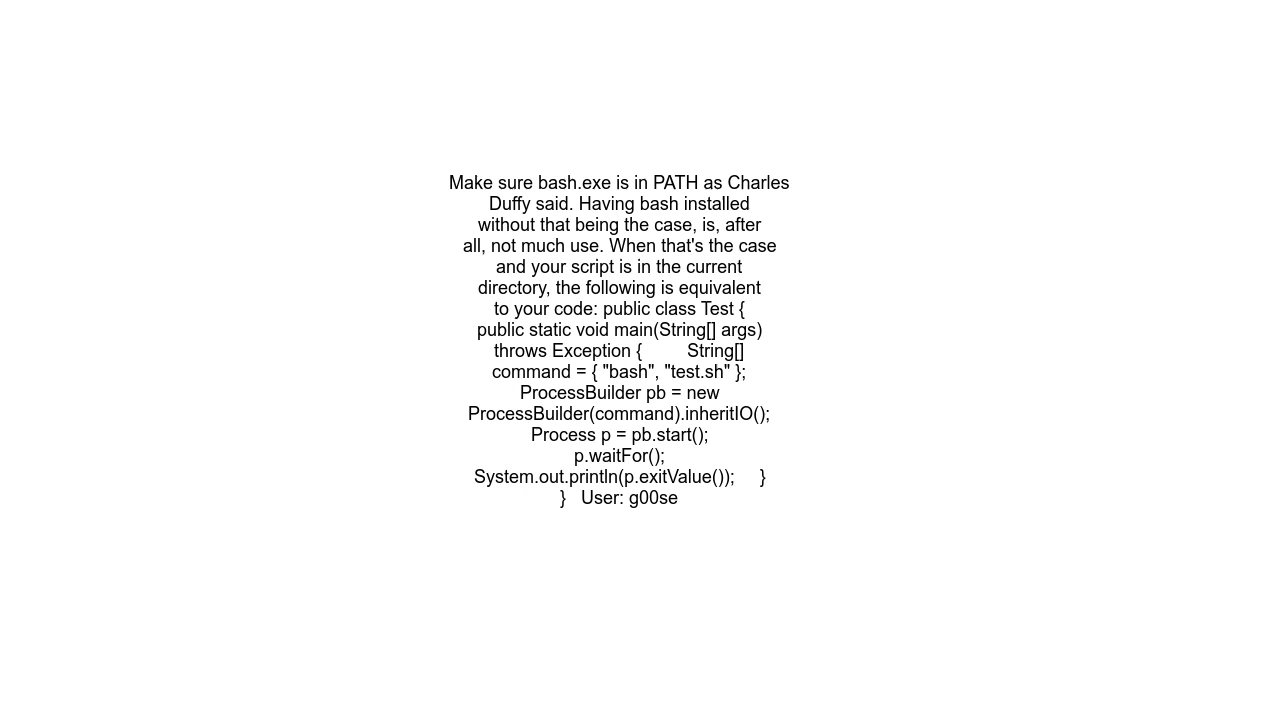 Make sure bash.exe is in PATH as Charles
Duffy said. Having bash installed
without that being the case, is, after
all, not much use. When that's the case
and your script is in the current
directory, the following is equivalent
to your code: public class Test {
public static void main(String[] args)
throws Exception {         String[]
command = { "bash", "test.sh" };
ProcessBuilder pb = new
ProcessBuilder(command).inheritIO();
Process p = pb.start();
p.waitFor();
System.out.println(p.exitValue());     }
}   User: g00se